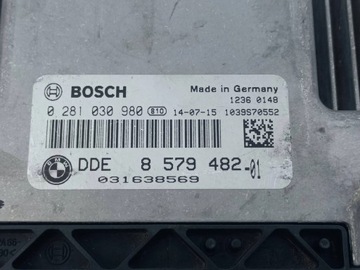 BOSCH
Made in Germany
1236 0148
0 281 030 980 B10 14-07-15 1039S70552
DDE 8 579 482-01
031638569